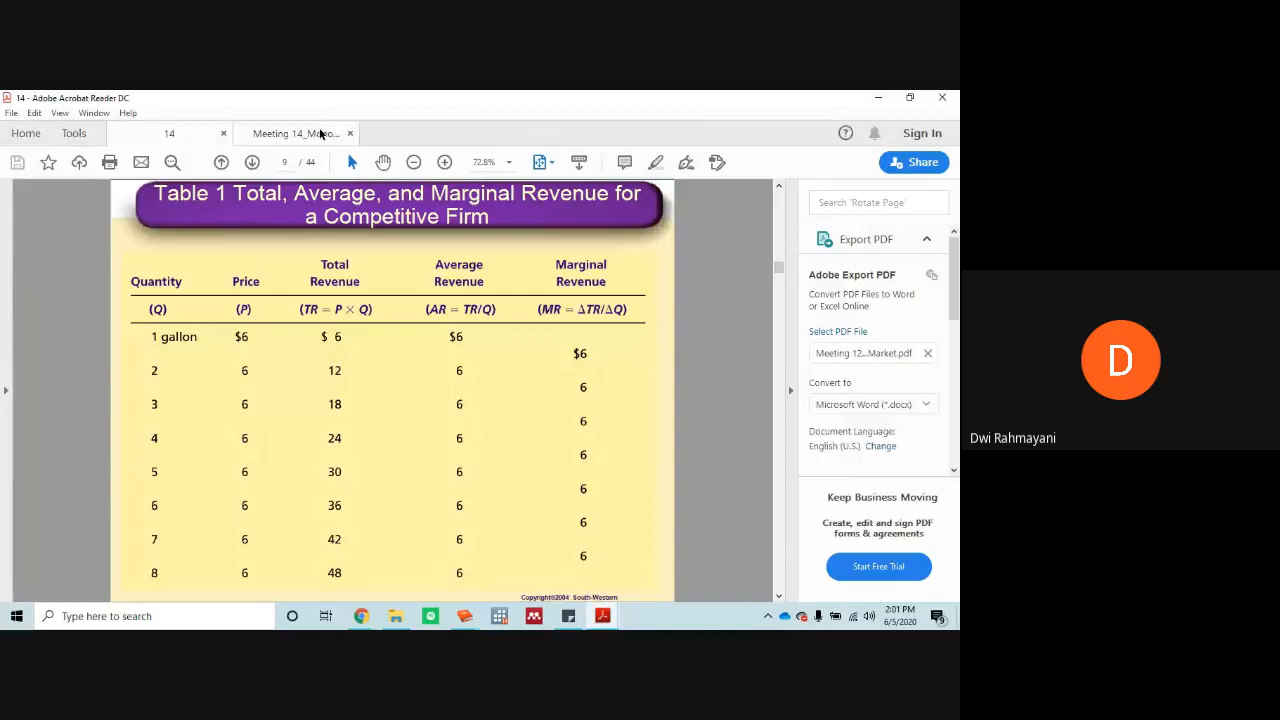 14 - Adobe Acrobat Reader DC
File Edit View Window Help
Home Tools 14 × Meeting 14_Mono... × Sign In
9 / 44 72.8% Share
Table 1 Total, Average, and Marginal Revenue for
a Competitive Firm
Total Average Marginal
Quantity Price Revenue Revenue Revenue
(Q) (P) (TR = P × Q) (AR = TR/Q) (MR = ΔTR/ΔQ)
1 gallon $6 $ 6 $6
$6
2 6 12 6
6
3 6 18 6
6
4 6 24 6
6
5 6 30 6
6
6 6 36 6
6
7 6 42 6
6
8 6 48 6
Copyright©2004 South-Western
Search 'Rotate Page'
Export PDF
Adobe Export PDF
Convert PDF Files to Word
or Excel Online
Select PDF File
Meeting 12...Market.pdf
Convert to
Microsoft Word (*.docx)
Document Language:
English (U.S.) Change
Keep Business Moving
Create, edit and sign PDF
forms & agreements
Start Free Trial
Type here to search
2:01 PM
6/5/2020
9
D
Dwi Rahmayani